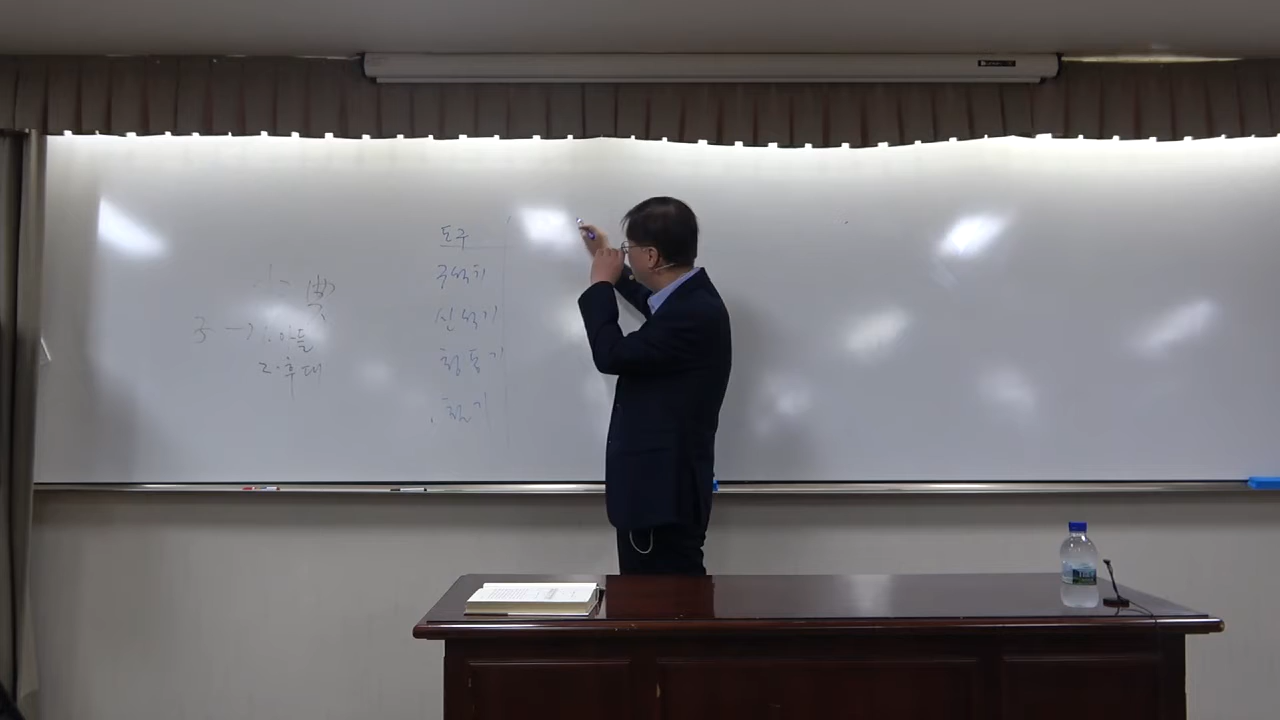 주 → 1. 아들
2. 후대
도구
구석기
신석기
청동기
철기